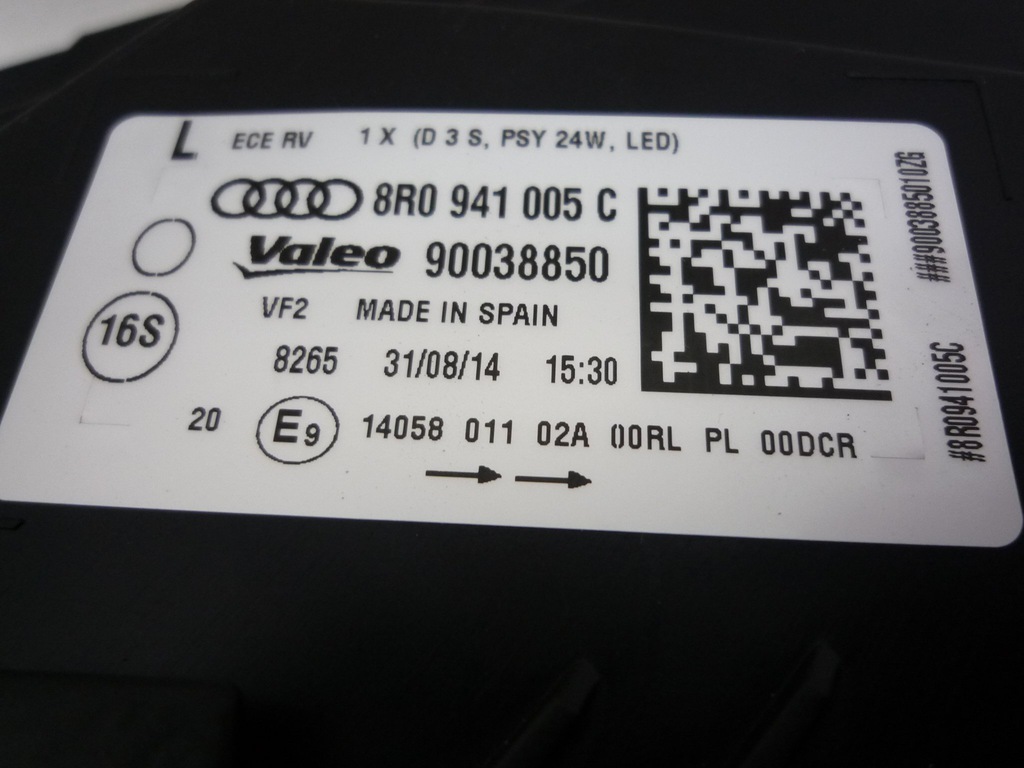 L ECE RV 1 X (D 3 S, PSY 24W, LED)
8R0 941 005 C
Valeo 90038850
VF2 MADE IN SPAIN
16S
8265 31/08/14 15:30
20 E9 14058 011 02A 00RL PL 00DCR
###9003885010ZG
#8R0941005C